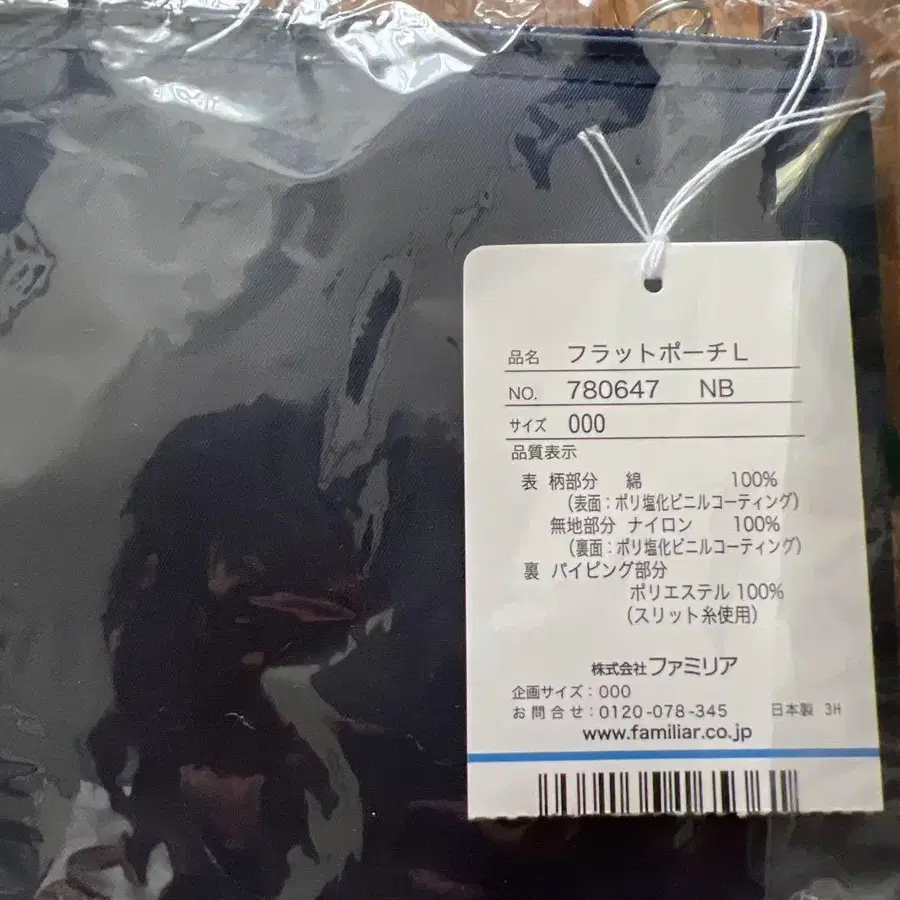 品名 フラットポーチL
NO. 780647 NB
サイズ 000
品質表示
表 柄部分 綿 100%
(表面:ポリ塩化ビニルコーティング)
無地部分 ナイロン 100%
(裏面:ポリ塩化ビニルコーティング)
裏 パイピング部分
ポリエステル 100%
(スリット糸使用)
株式会社ファミリア
企画サイズ:000
お問合せ:0120-078-345 日本製 3H
www.familiar.co.jp